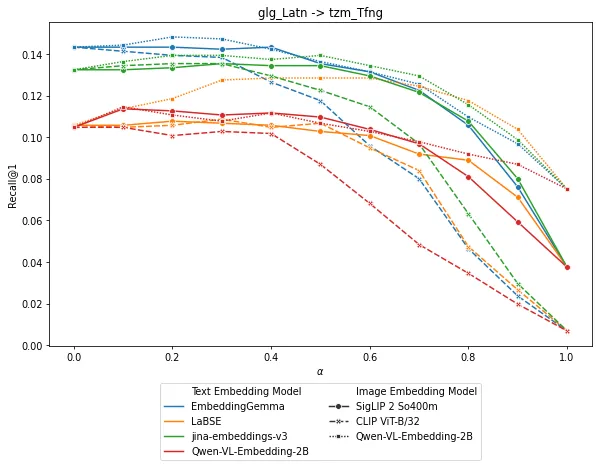 glg_Latn -> tzm_Tfng
0.14
0.12
0.10
0.08
0.06
0.04
0.02
0.00
Recall@1
0.0 0.2 0.4 0.6 0.8 1.0
α
Text Embedding Model Image Embedding Model
EmbeddingGemma SigLIP 2 So400m
LaBSE CLIP ViT-B/32
jina-embeddings-v3 Qwen-VL-Embedding-2B
Qwen-VL-Embedding-2B